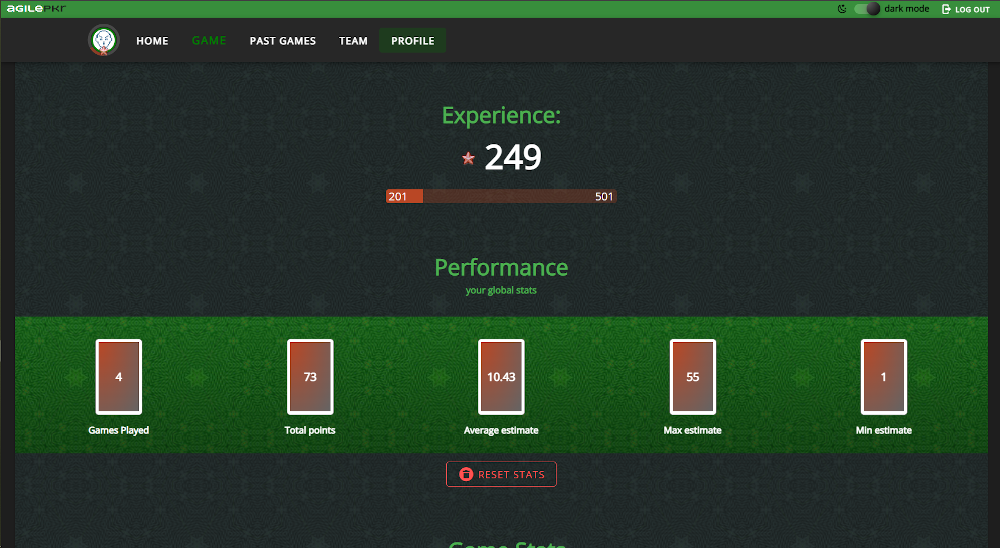 agilePKR
dark mode
LOG OUT
HOME
GAME
PAST GAMES
TEAM
PROFILE
Experience:
249
201
501
Performance
your global stats
4
73
10.43
55
1
Games Played
Total points
Average estimate
Max estimate
Min estimate
RESET STATS
Game Stats